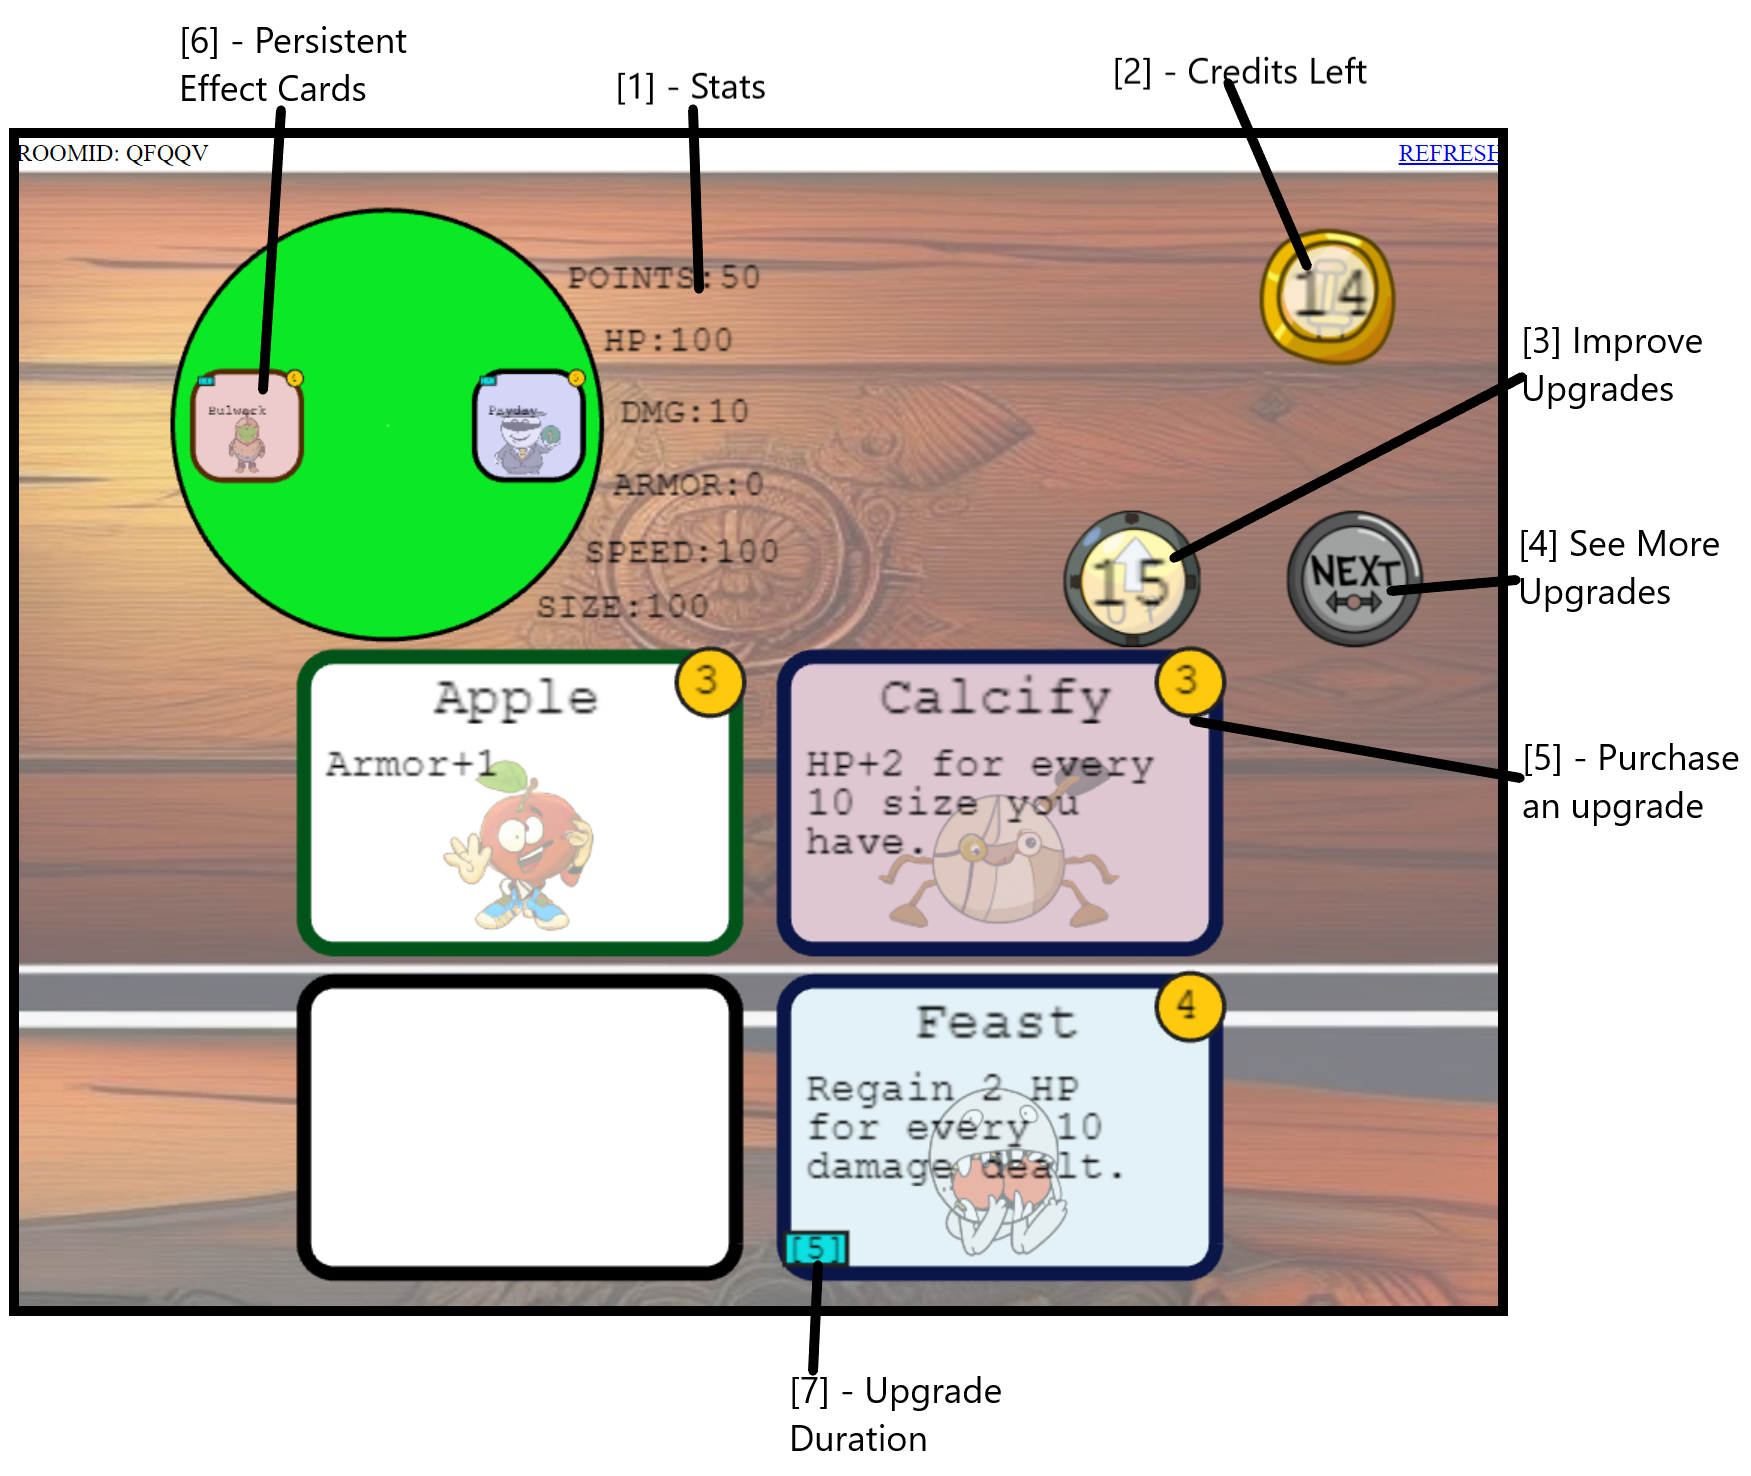 [6] - Persistent
Effect Cards
[1] - Stats
[2] - Credits Left
ROOMID: QFQQV
REFRESH
POINTS:50
HP:100
14
[3] Improve
Upgrades
Bulwark
Payday
DMG:10
ARMOR:0
SPEED:100
SIZE:100
15
NEXT
[4] See More
Upgrades
Apple
3
Armor+1
Calcify
3
HP+2 for every
10 size you
have.
[5] - Purchase
an upgrade
Feast
4
Regain 2 HP
for every 10
damage dealt.
[5]
[7] - Upgrade
Duration